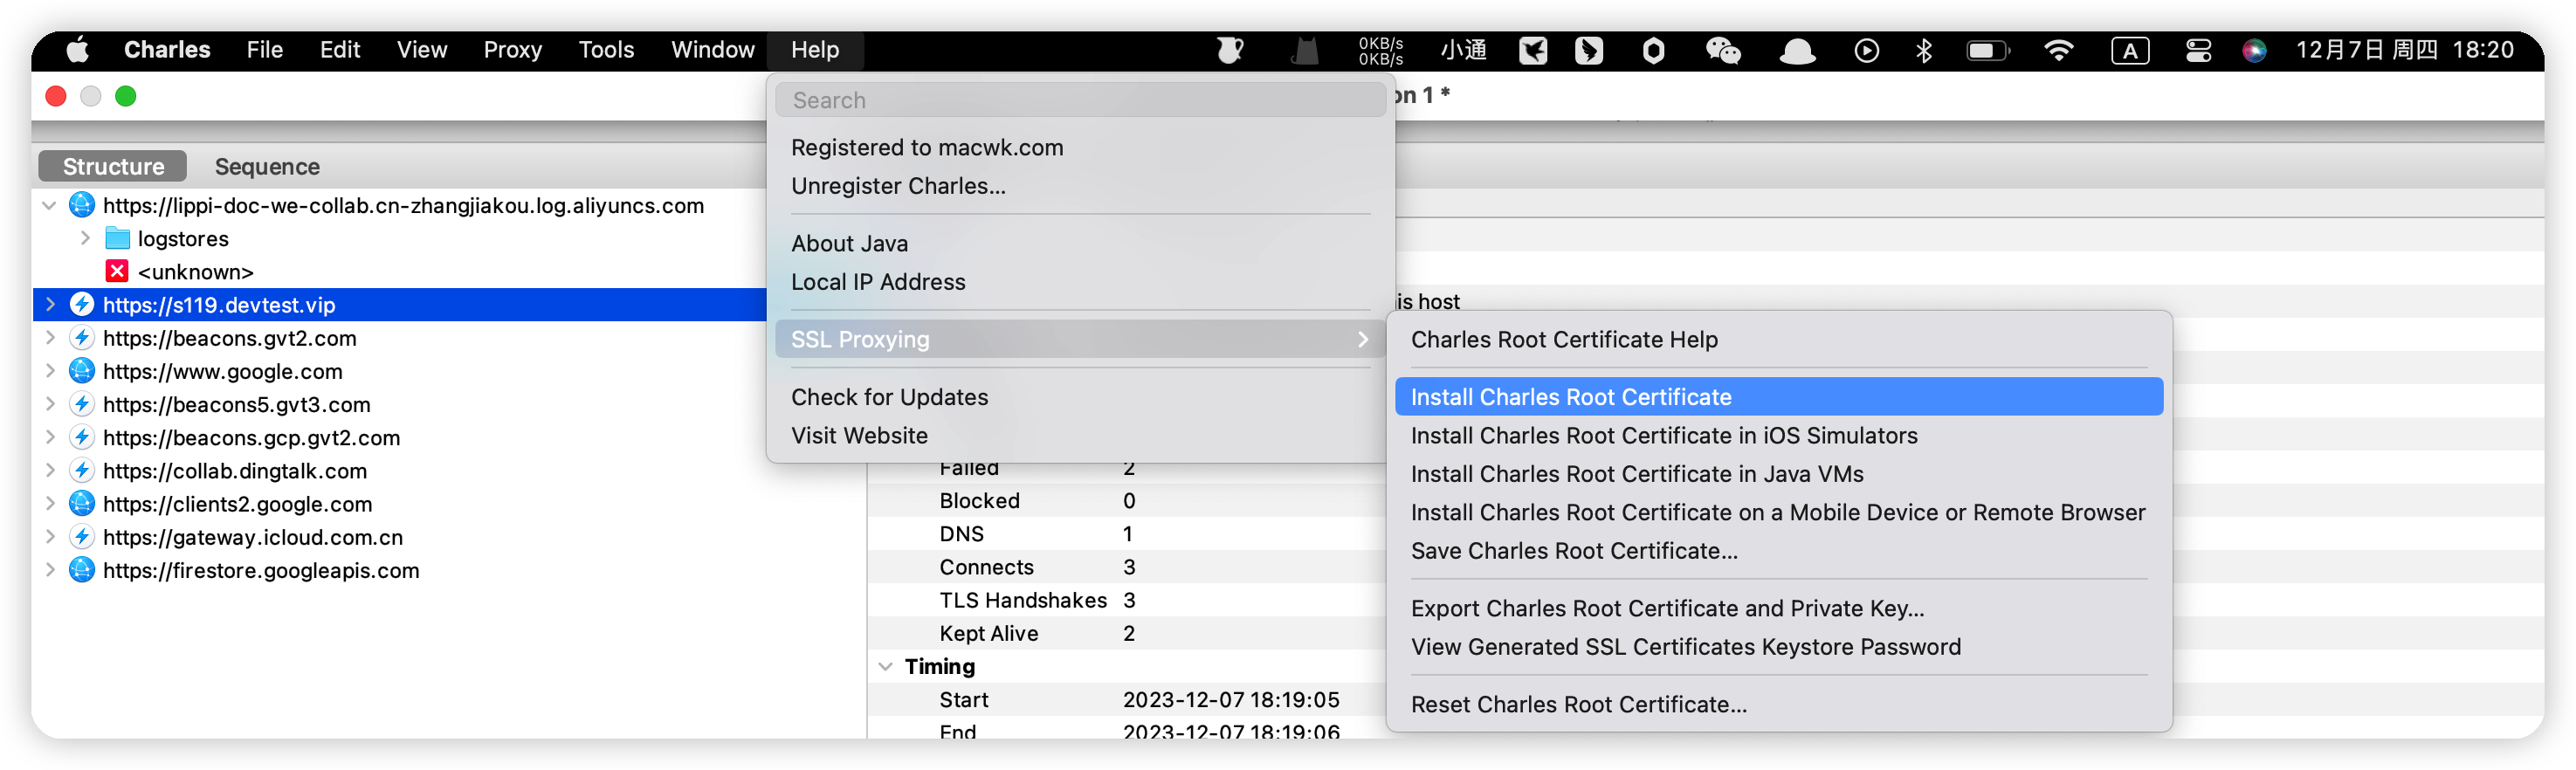 Charles File Edit View Proxy Tools Window Help 0KB/s 小通 A 12月7日 周四 18:20
0KB/s
on 1 *
Search
Registered to macwk.com
Unregister Charles...
About Java
Local IP Address
SSL Proxying
Check for Updates
Visit Website
Charles Root Certificate Help
Install Charles Root Certificate
Install Charles Root Certificate in iOS Simulators
Install Charles Root Certificate in Java VMs
Install Charles Root Certificate on a Mobile Device or Remote Browser
Save Charles Root Certificate...
Export Charles Root Certificate and Private Key...
View Generated SSL Certificates Keystore Password
Reset Charles Root Certificate...
Structure Sequence
https://lippi-doc-we-collab.cn-zhangjiakou.log.aliyuncs.com
logstores
<unknown>
https://s119.devtest.vip
https://beacons.gvt2.com
https://www.google.com
https://beacons5.gvt3.com
https://beacons.gcp.gvt2.com
https://collab.dingtalk.com
https://clients2.google.com
https://gateway.icloud.com.cn
https://firestore.googleapis.com
is host
Failed 2
Blocked 0
DNS 1
Connects 3
TLS Handshakes 3
Kept Alive 2
Timing
Start 2023-12-07 18:19:05
End 2023-12-07 18:19:06